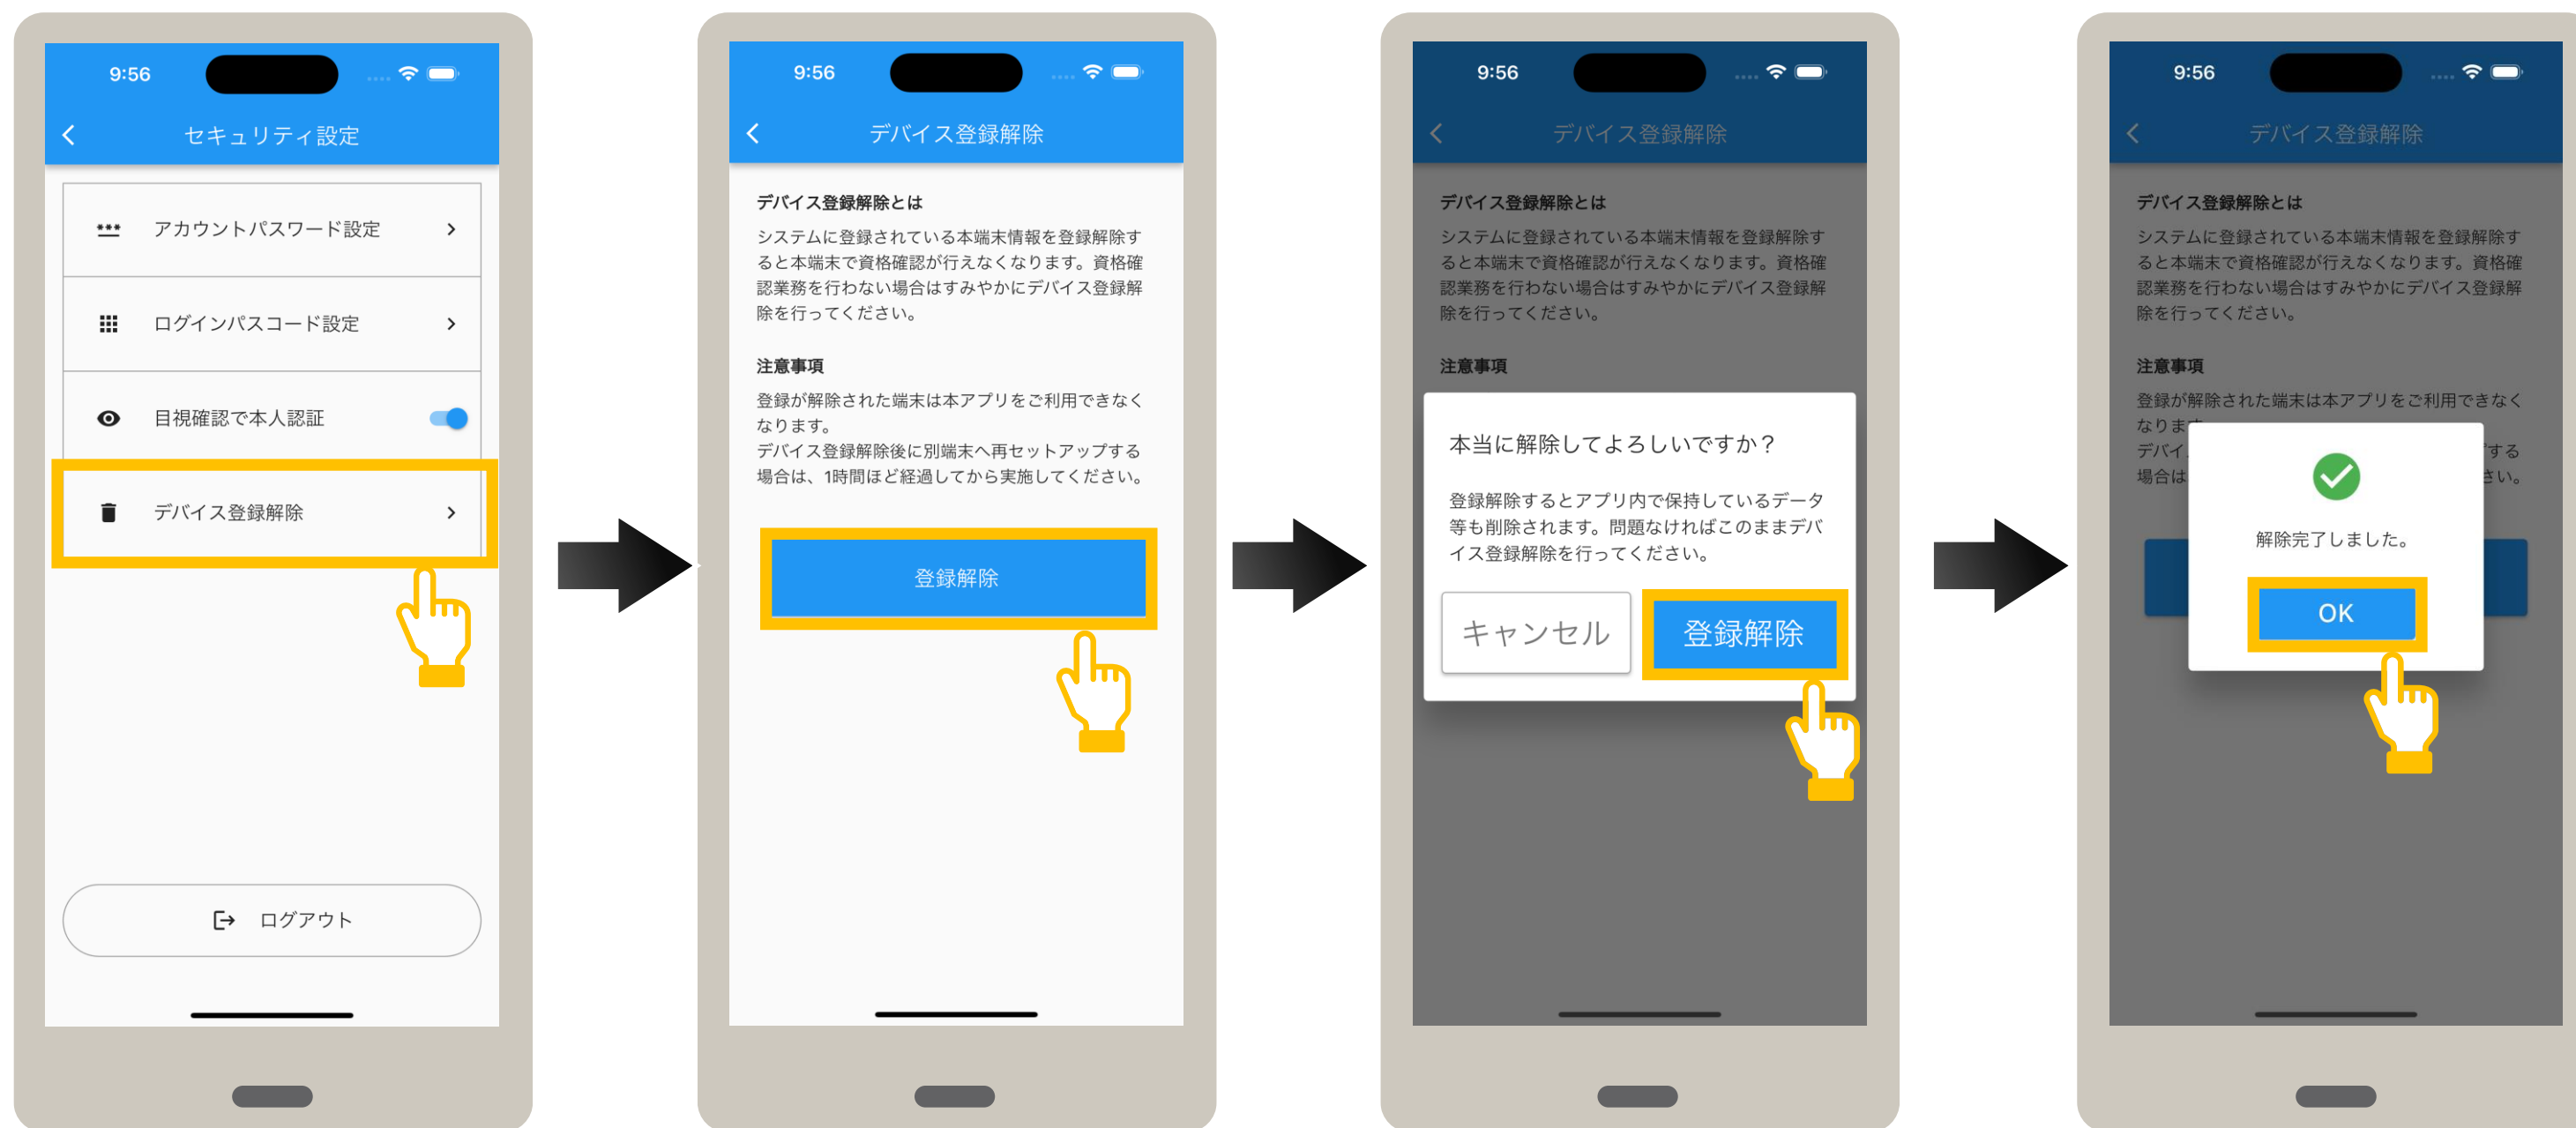 9:56
セキュリティ設定
アカウントパスワード設定
ログインパスコード設定
目視確認で本人認証
デバイス登録解除
ログアウト
9:56
デバイス登録解除
デバイス登録解除とは
システムに登録されている本端末情報を登録解除す
ると本端末で資格確認が行えなくなります。資格確
認業務を行わない場合はすみやかにデバイス登録解
除を行ってください。
注意事項
登録が解除された端末は本アプリをご利用できなく
なります。
デバイス登録解除後に別端末へ再セットアップする
場合は、1時間ほど経過してから実施してください。
登録解除
9:56
デバイス登録解除
デバイス登録解除とは
システムに登録されている本端末情報を登録解除す
ると本端末で資格確認が行えなくなります。資格確
認業務を行わない場合はすみやかにデバイス登録解
除を行ってください。
注意事項
本当に解除してよろしいですか？
登録解除するとアプリ内で保持しているデータ
等も削除されます。問題なければこのままデバ
イス登録解除を行ってください。
キャンセル
登録解除
9:56
デバイス登録解除
デバイス登録解除とは
システムに登録されている本端末情報を登録解除す
ると本端末で資格確認が行えなくなります。資格確
認業務を行わない場合はすみやかにデバイス登録解
除を行ってください。
注意事項
登録が解除された端末は本アプリをご利用できなく
なりま
デバイ
する
場合は
さい。
解除完了しました。
OK